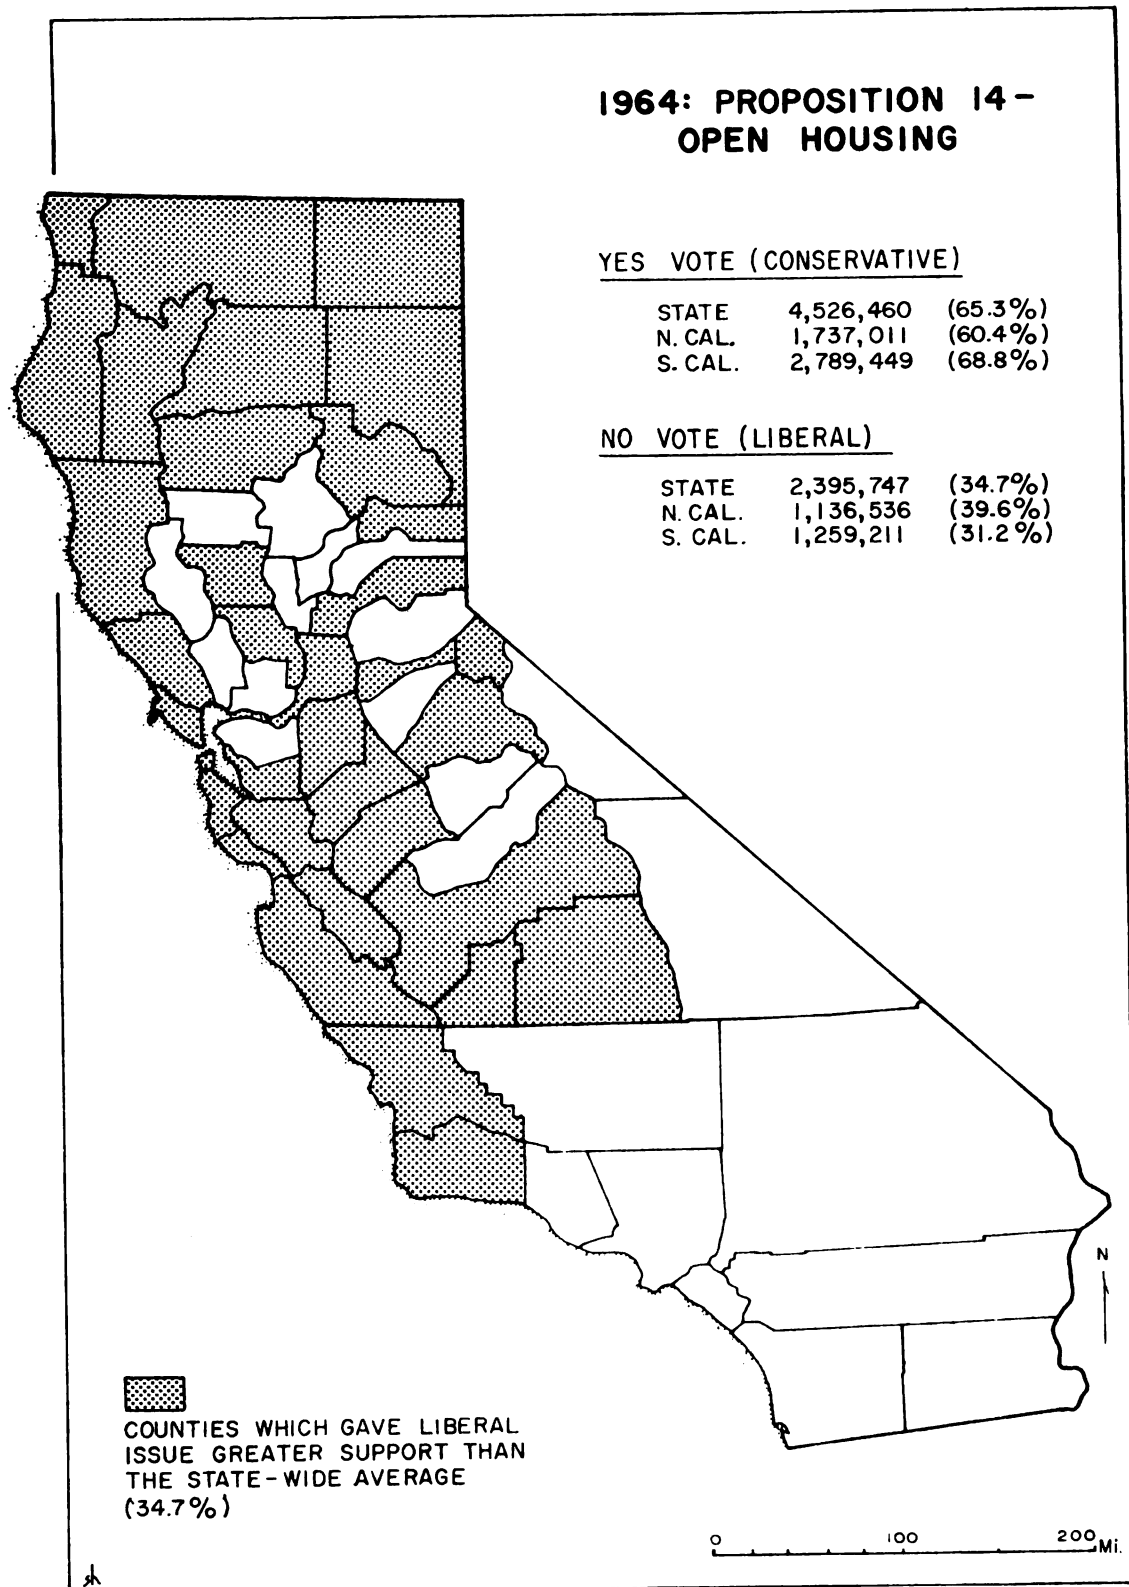 1964: PROPOSITION 14-
OPEN HOUSING
YES VOTE (CONSERVATIVE)
STATE 4,526,460 (65.3%)
N. CAL. 1,737,011 (60.4%)
S. CAL. 2,789,449 (68.8%)
NO VOTE (LIBERAL)
STATE 2,395,747 (34.7%)
N. CAL. 1,136,536 (39.6%)
S. CAL. 1,259,211 (31.2%)
N
COUNTIES WHICH GAVE LIBERAL
ISSUE GREATER SUPPORT THAN
THE STATE-WIDE AVERAGE
(34.7%)
0 100 200 Mi.
sh